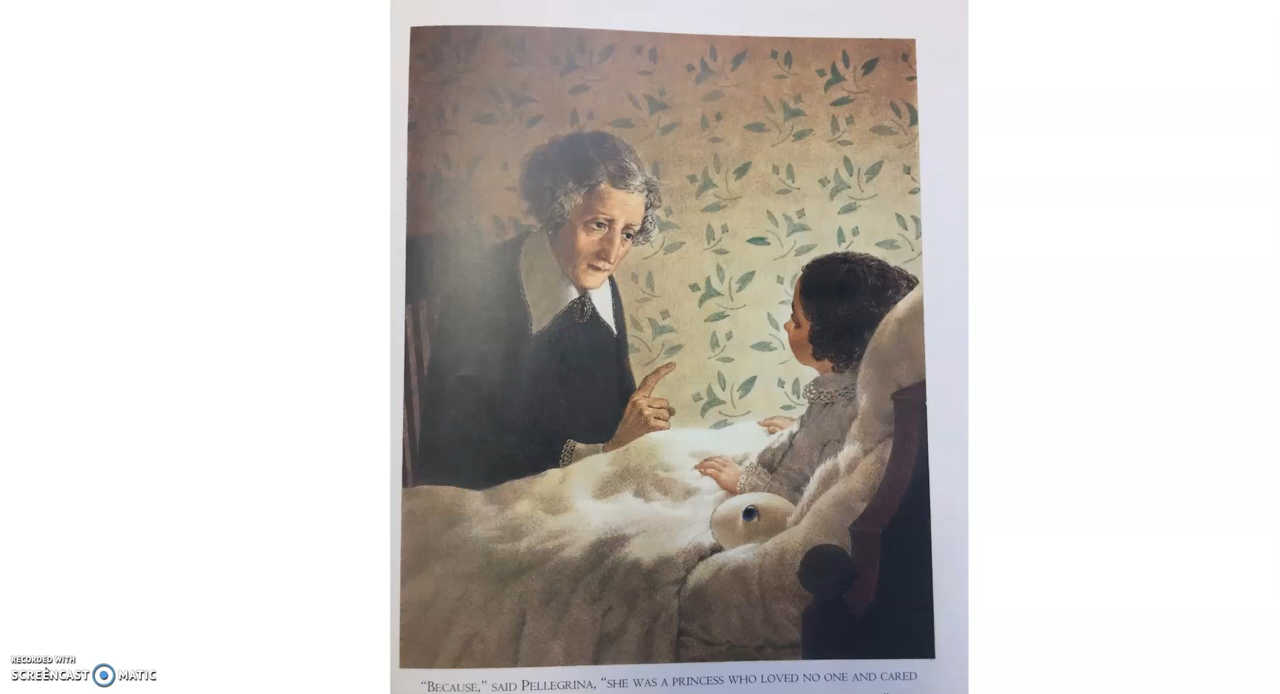 "BECAUSE," SAID PELLEGRINA, "SHE WAS A PRINCESS WHO LOVED NO ONE AND CARED
RECORDED WITH
SCREENCAST MATIC